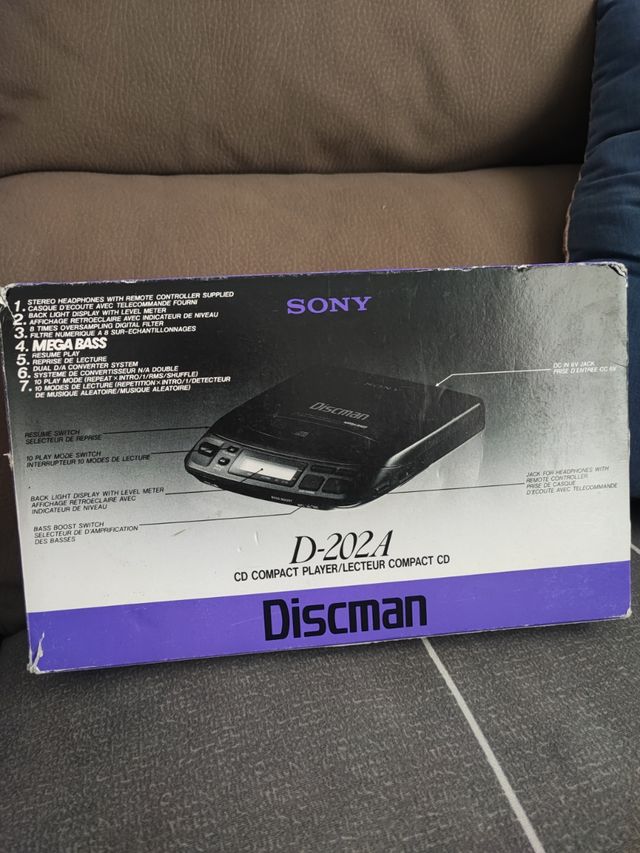 SONY
1. STEREO HEADPHONES WITH REMOTE CONTROLLER SUPPLIED
CASQUE D'ECOUTE AVEC TELECOMMANDE FOURNI
2. BACK LIGHT DISPLAY WITH LEVEL METER
AFFICHAGE RETROECLAIRE AVEC INDICATEUR DE NIVEAU
3. 8 TIMES OVERSAMPLING DIGITAL FILTER
FILTRE NUMERIQUE A 8 SUR-ECHANTILLONAGES
4. MEGA BASS
5. RESUME PLAY
REPRISE DE LECTURE
6. DUAL D/A CONVERTER SYSTEM
SYSTEME DE CONVERTISSEUR N/A DOUBLE
7. 10 PLAY MODE (REPEAT × INTRO/1/RMS/SHUFFLE)
10 MODES DE LECTURE (REPETITION × INTRO/1/DETECTEUR
DE MUSIQUE ALEATOIRE/MUSIQUE ALEATOIRE)
DC IN 6V JACK
PRISE D'ENTREE CC 6V
SONY
Discman
RESUME SWITCH
SELECTEUR DE REPRISE
10 PLAY MODE SWITCH
INTERRUPTEUR 10 MODES DE LECTURE
BACK LIGHT DISPLAY WITH LEVEL METER
AFFICHAGE RETROECLAIRE AVEC
INDICATEUR DE NIVEAU
BASS BOOST SWITCH
SELECTEUR DE D'AMPRIFICATION
DES BASSES
JACK FOR HEADPHONES WITH
REMOTE CONTROLLER
PRISE DE CASQUE
D'ECOUTE AVEC TELECOMMANDE
D-202A
CD COMPACT PLAYER/LECTEUR COMPACT CD
Discman